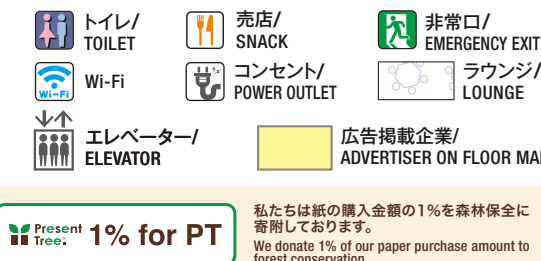 トイレ/
TOILET
売店/
SNACK
非常口/
EMERGENCY EXIT
Wi-Fi
Wi-Fi
コンセント/
POWER OUTLET
ラウンジ/
LOUNGE
エレベーター/
ELEVATOR
広告掲載企業/
ADVERTISER ON FLOOR
Present
Tree 1% for PT
私たちは紙の購入金額の1%を森林保全に
寄附しております。
We donate 1% of our paper purchase amount to
forest conservation